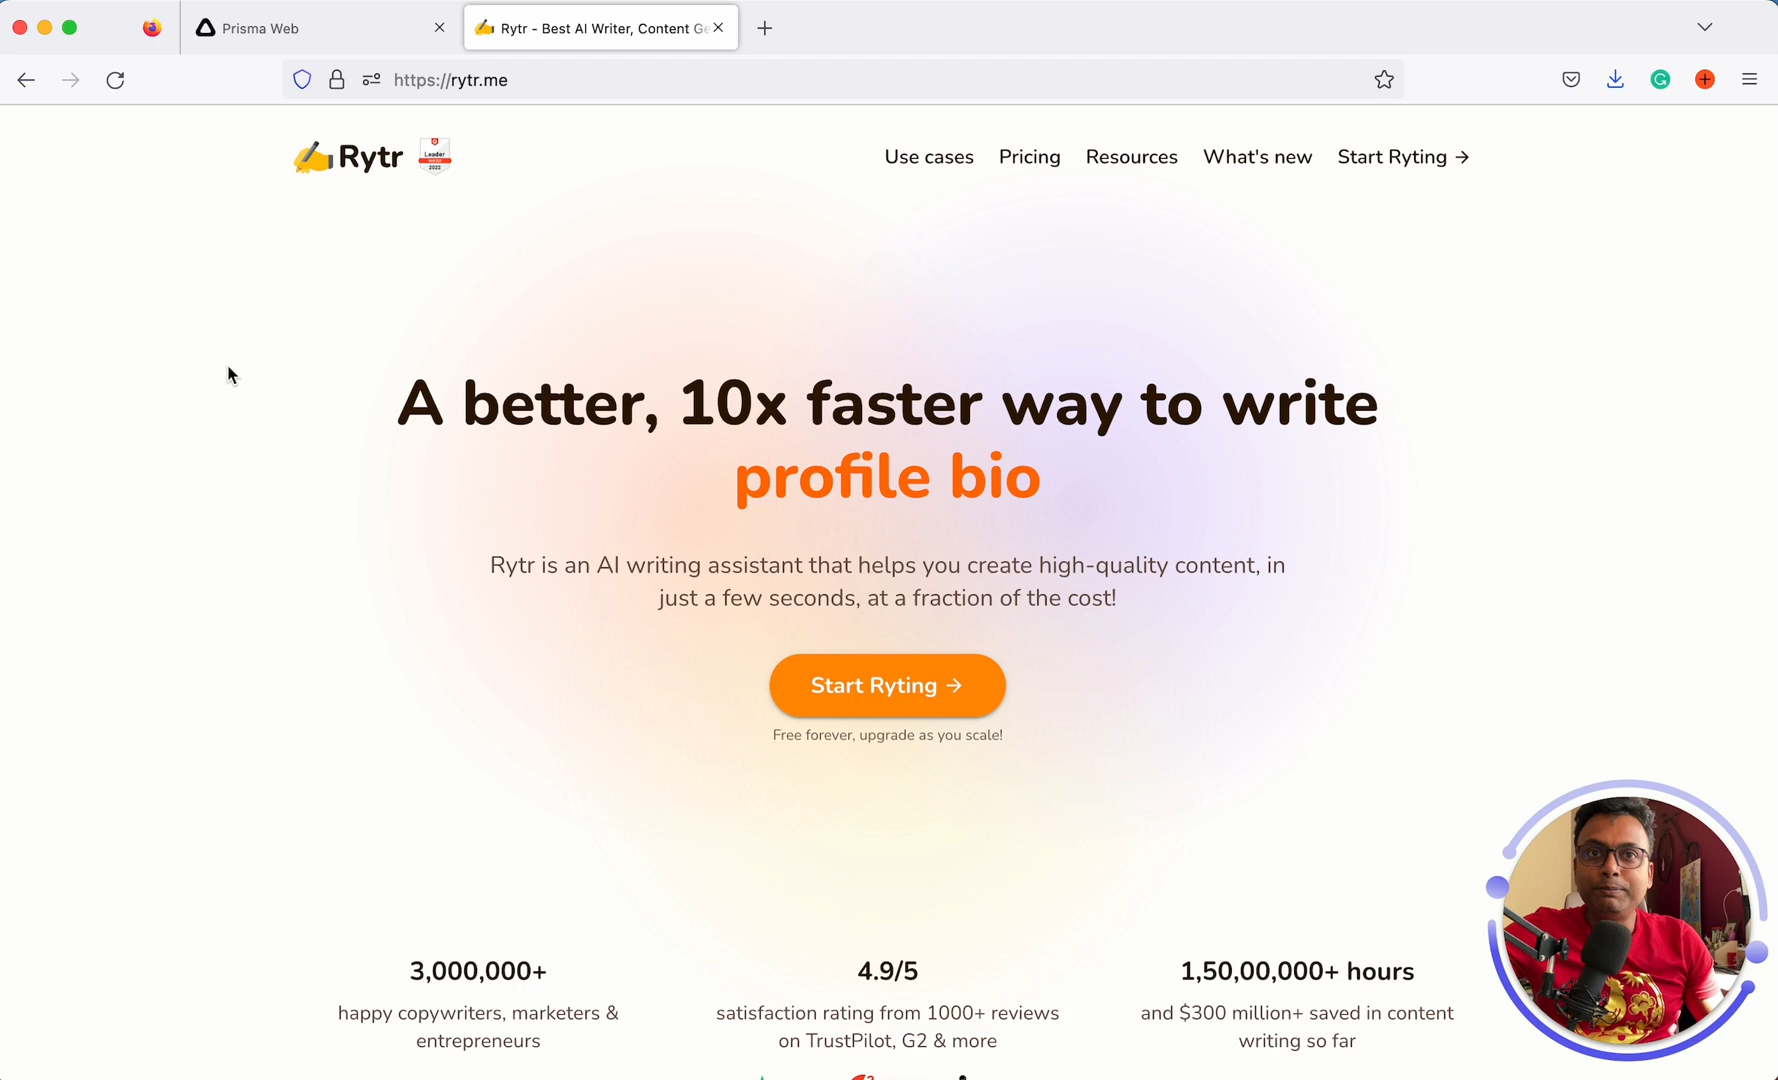 Prisma Web
Rytr - Best AI Writer, Content Ge
https://rytr.me
Rytr
Leader
2022
Use cases
Pricing
Resources
What's new
Start Ryting →
A better, 10x faster way to write
profile bio
Rytr is an AI writing assistant that helps you create high-quality content, in
just a few seconds, at a fraction of the cost!
Start Ryting →
Free forever, upgrade as you scale!
3,000,000+
happy copywriters, marketers &
entrepreneurs
4.9/5
satisfaction rating from 1000+ reviews
on TrustPilot, G2 & more
1,50,00,000+ hours
and $300 million+ saved in content
writing so far